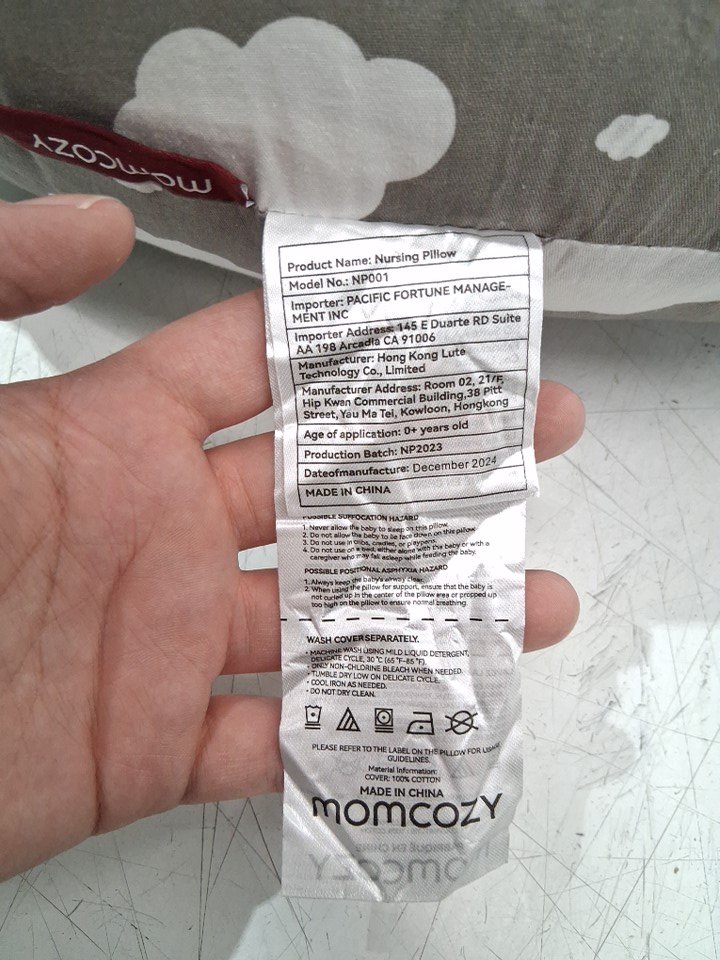 momcozy
Product Name: Nursing Pillow
Model No.: NP001
Importer: PACIFIC FORTUNE MANAGE-
MENT INC
Importer Address: 145 E Duarte RD Suite
AA 198 Arcadia CA 91006
Manufacturer: Hong Kong Lute
Technology Co., Limited
Manufacturer Address: Room 02, 21/F,
Hip Kwan Commercial Building,38 Pitt
Street, Yau Ma Tei, Kowloon, Hongkong
Age of application: 0+ years old
Production Batch: NP2023
Dateofmanufacture: December 2024
MADE IN CHINA
POSSIBLE SUFFOCATION HAZARD
1. Never allow the baby to sleep on this pillow.
2. Do not allow the baby to lie face down on this pillow.
3. Do not use in cribs, cradles, or playpens.
4. Do not use on a bed, either alone with the baby or with a
caregiver who may fall asleep while feeding the baby.
POSSIBLE POSITIONAL ASPHYXIA HAZARD
1. Always keep the baby's airway clear.
2. When using the pillow for support, ensure that the baby is
not curled up in the center of the pillow area or propped up
too high on the pillow to ensure normal breathing.
WASH COVER SEPARATELY.
• MACHINE WASH USING MILD LIQUID DETERGENT,
DELICATE CYCLE, 30 °C (65 °F-85 °F).
• ONLY NON-CHLORINE BLEACH WHEN NEEDED.
• TUMBLE DRY LOW ON DELICATE CYCLE.
• COOL IRON AS NEEDED.
• DO NOT DRY CLEAN.
PLEASE REFER TO THE LABEL ON THE PILLOW FOR USAGE
GUIDELINES.
Material Information:
COVER: 100% COTTON
MADE IN CHINA
momcozy